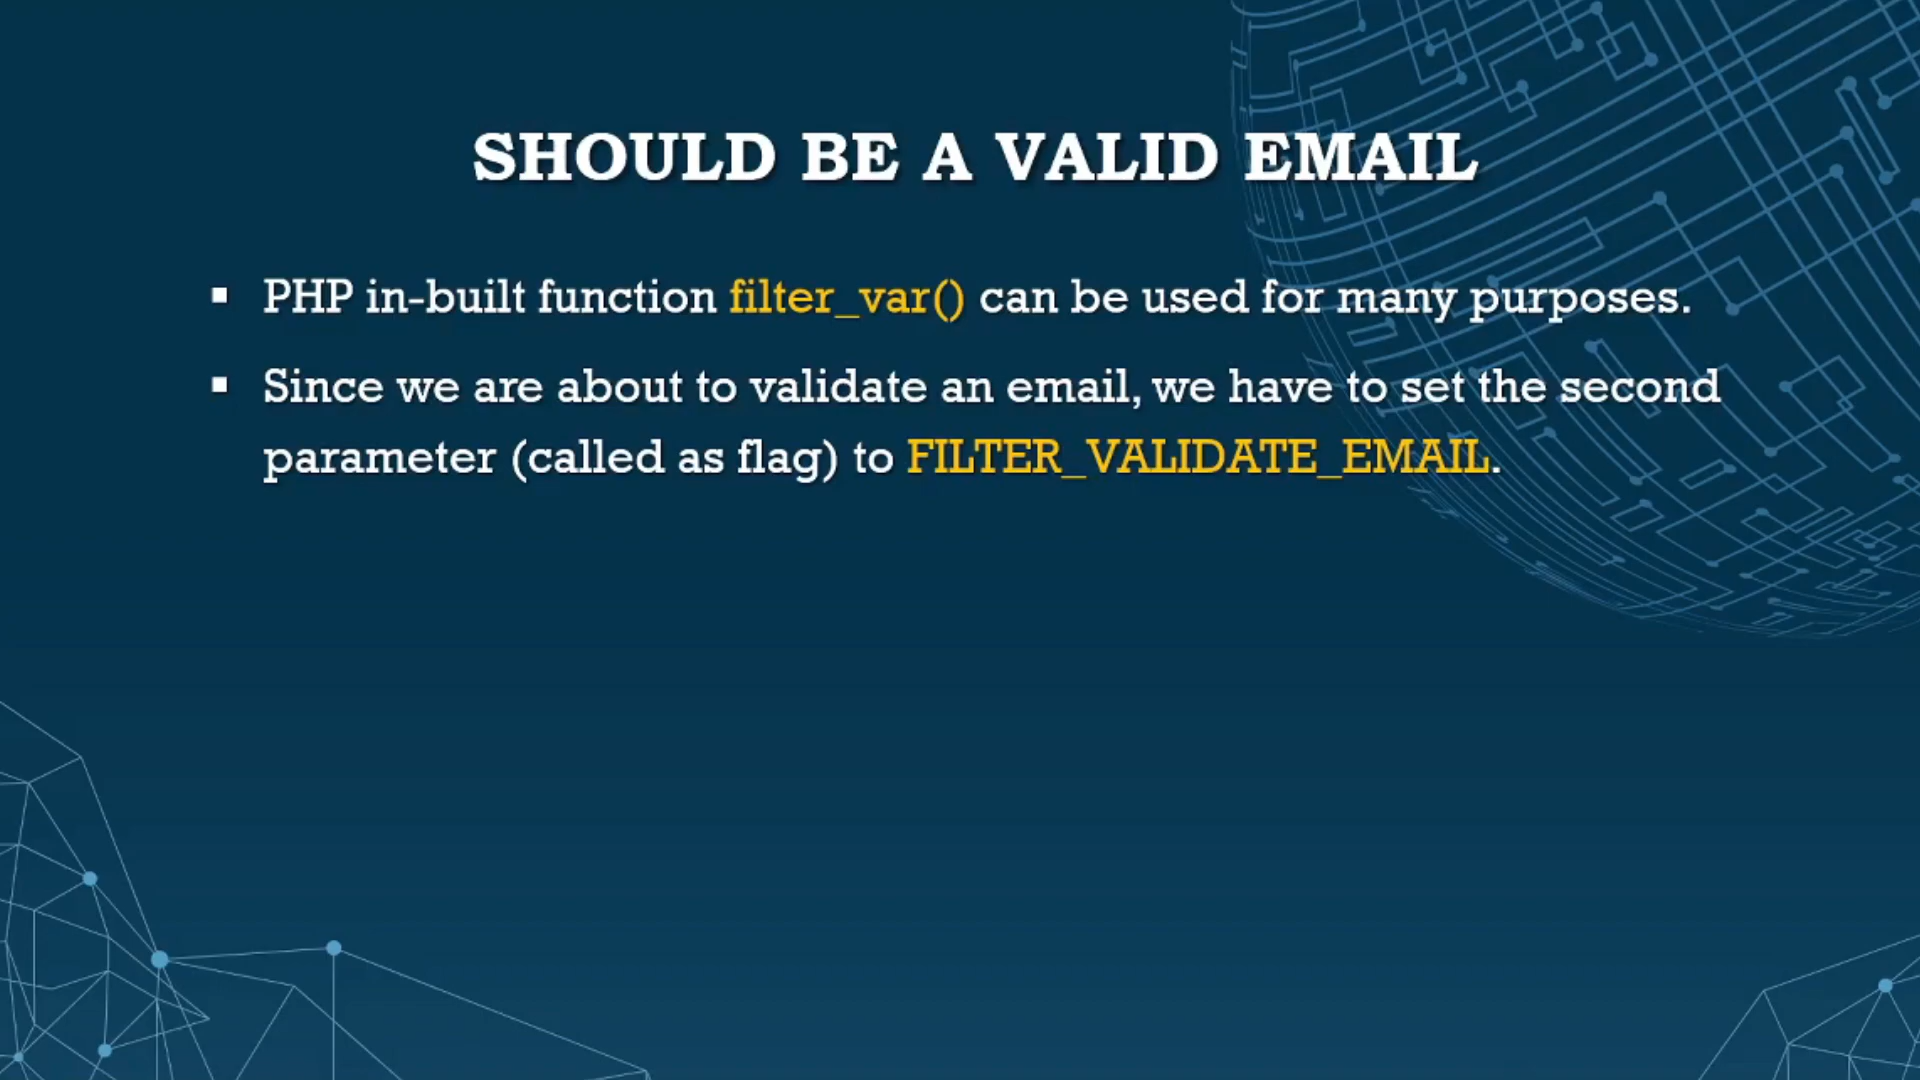 SHOULD BE A VALID EMAIL
▪ PHP in-built function filter_var() can be used for many purposes.
▪ Since we are about to validate an email, we have to set the second
parameter (called as flag) to FILTER_VALIDATE_EMAIL.